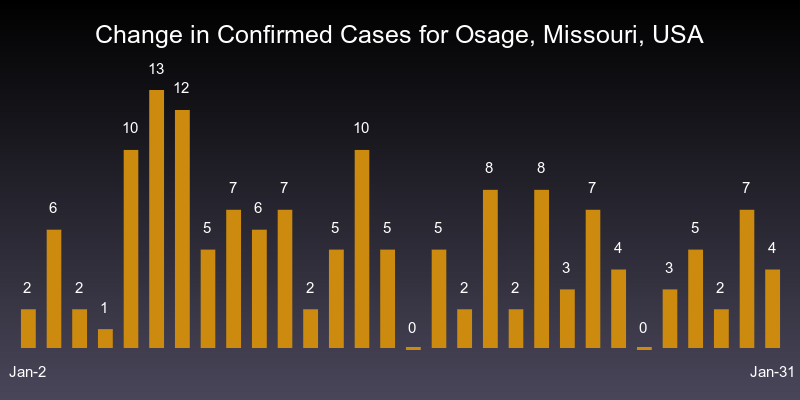 Change in Confirmed Cases for Osage, Missouri, USA
2 6 2 1 10 13 12 5 7 6 7 2 5 10 5 0 5 2 8 2 8 3 7 4 0 3 5 2 7 4
Jan-2 Jan-31